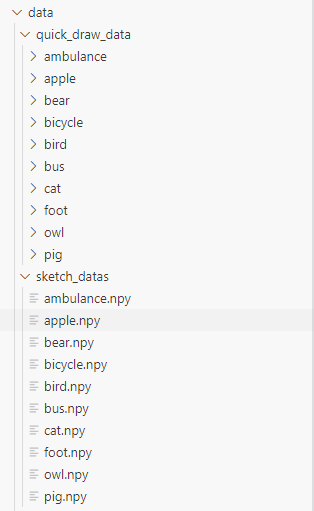 data
quick_draw_data
ambulance
apple
bear
bicycle
bird
bus
cat
foot
owl
pig
sketch_datas
ambulance.npy
apple.npy
bear.npy
bicycle.npy
bird.npy
bus.npy
cat.npy
foot.npy
owl.npy
pig.npy